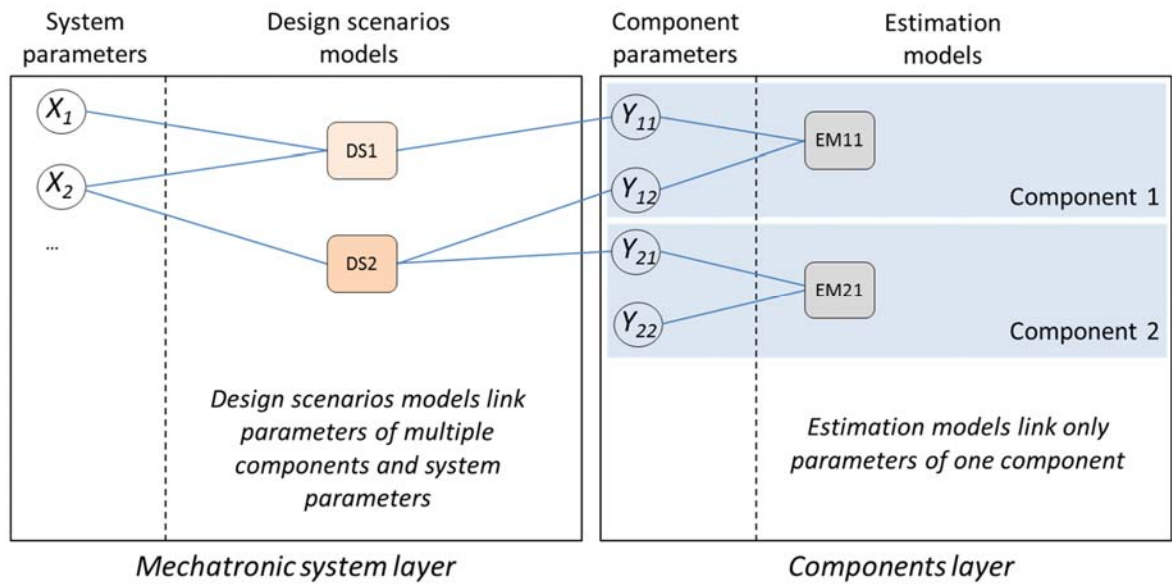 System
parameters
Design scenarios
models
Component
parameters
Estimation
models
X1
X2
...
DS1
DS2
Y11
Y12
Y21
Y22
EM11
EM21
Component 1
Component 2
Design scenarios models link
parameters of multiple
components and system
parameters
Estimation models link only
parameters of one component
Mechatronic system layer
Components layer